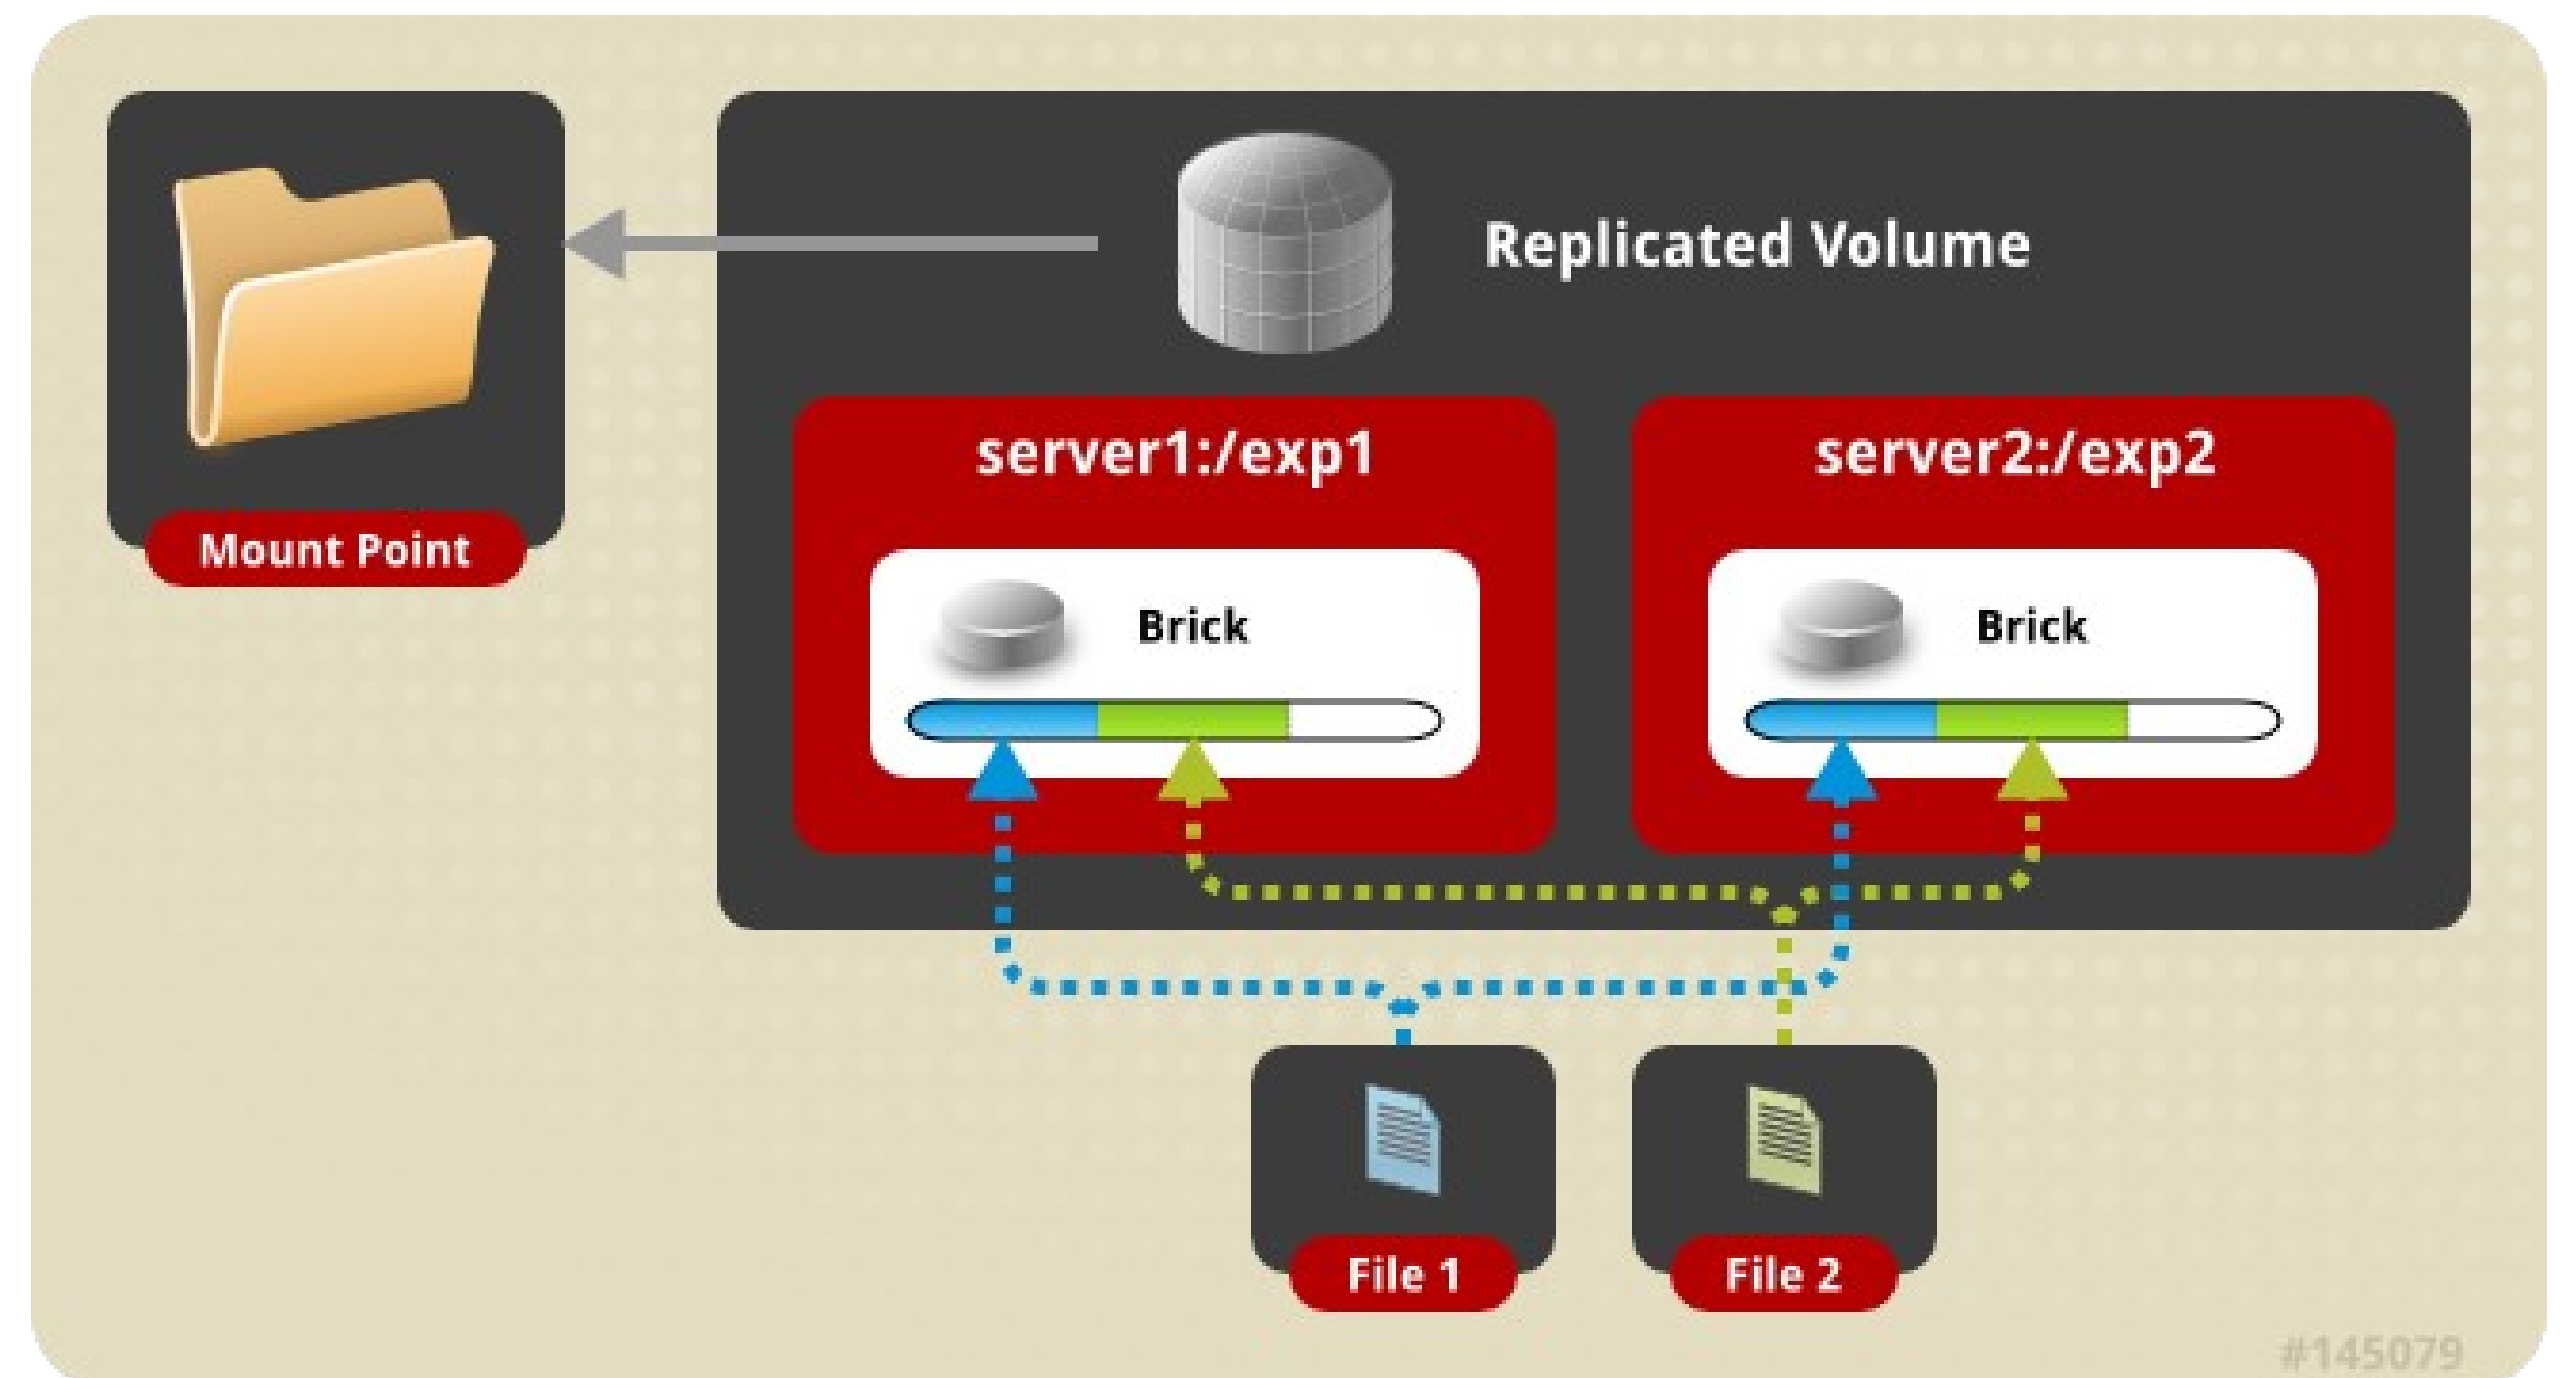 Replicated Volume
server1:/exp1
server2:/exp2
Mount Point
Brick
Brick
File 1
File 2
#145079